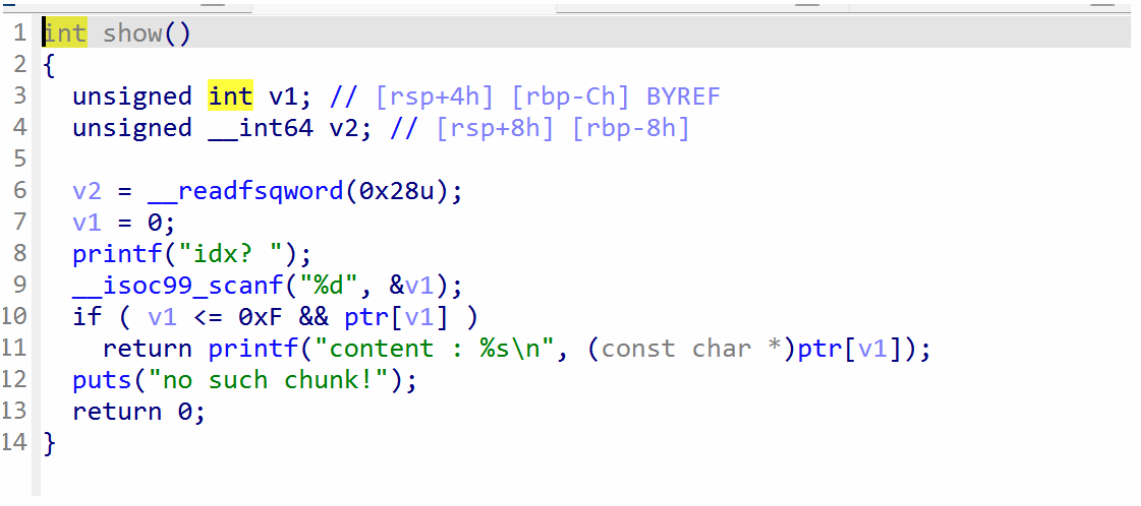 1 int show()
2 {
3 unsigned int v1; // [rsp+4h] [rbp-Ch] BYREF
4 unsigned __int64 v2; // [rsp+8h] [rbp-8h]
5
6 v2 = __readfsqword(0x28u);
7 v1 = 0;
8 printf("idx? ");
9 __isoc99_scanf("%d", &v1);
10 if ( v1 <= 0xF && ptr[v1] )
11 return printf("content : %s\n", (const char *)ptr[v1]);
12 puts("no such chunk!");
13 return 0;
14 }